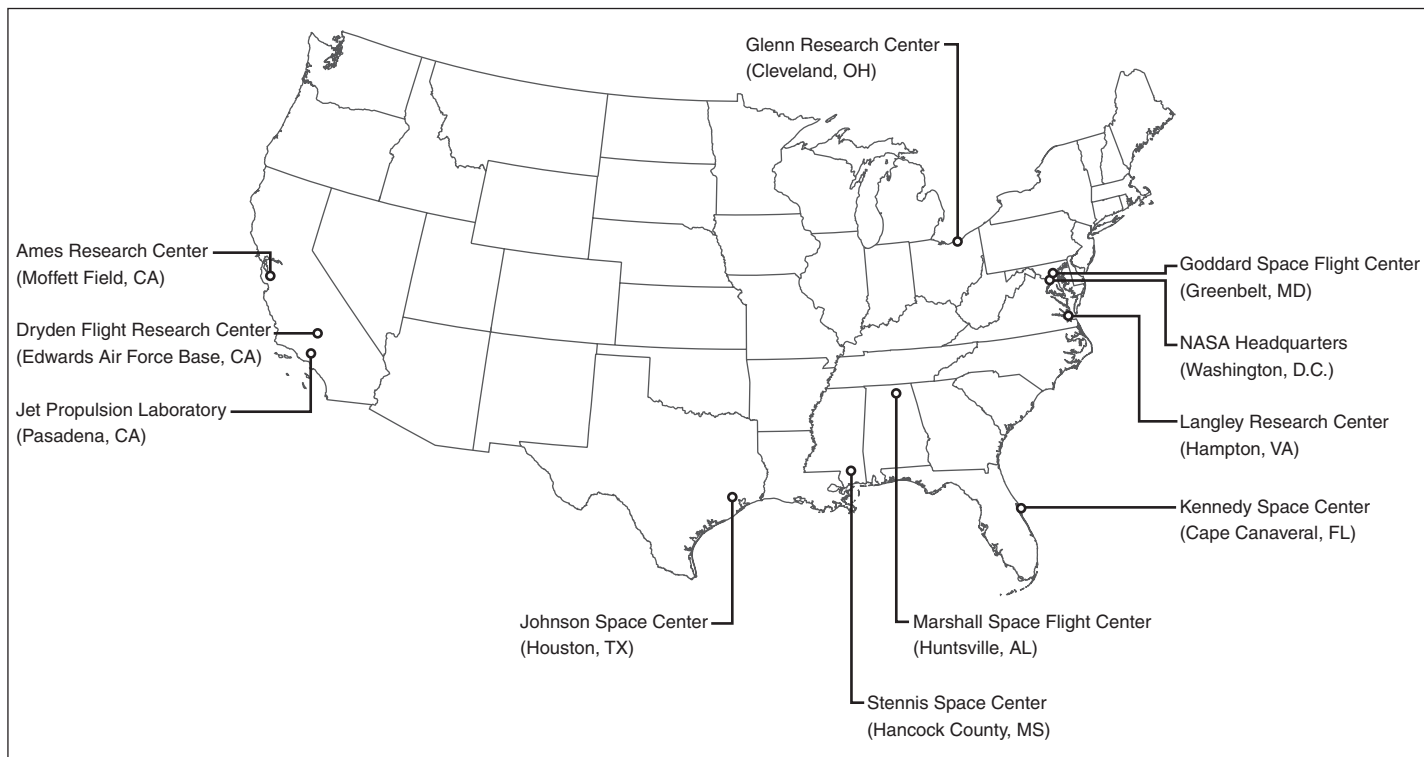 Glenn Research Center
(Cleveland, OH)
Ames Research Center
(Moffett Field, CA)
Goddard Space Flight Center
(Greenbelt, MD)
Dryden Flight Research Center
(Edwards Air Force Base, CA)
NASA Headquarters
(Washington, D.C.)
Jet Propulsion Laboratory
(Pasadena, CA)
Langley Research Center
(Hampton, VA)
Kennedy Space Center
(Cape Canaveral, FL)
Johnson Space Center
(Houston, TX)
Marshall Space Flight Center
(Huntsville, AL)
Stennis Space Center
(Hancock County, MS)